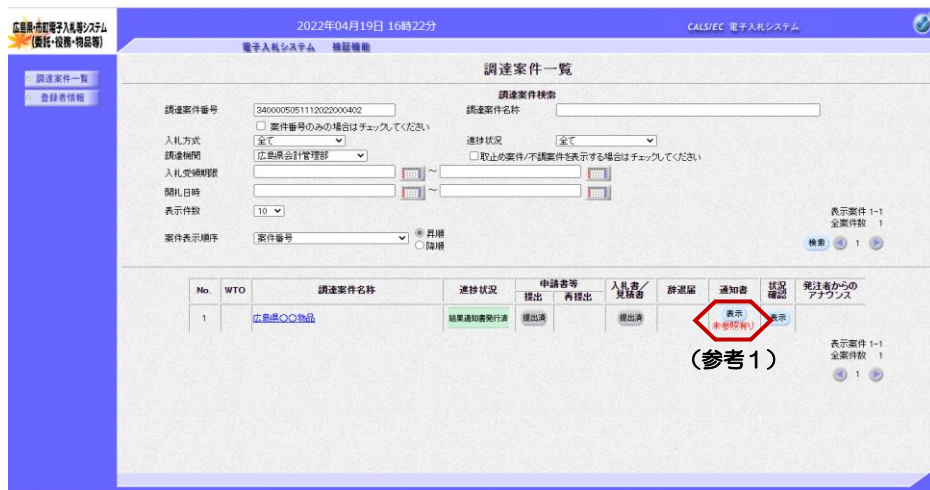 広島県・市町電子入札等システム
(委託・役務・物品等)
2022年04月19日 16時22分
CALS/EC 電子入札システム
電子入札システム 検証機能
調達案件一覧
登録者情報
調達案件一覧
調達案件検索
調達案件番号 3400005051112022000402 調達案件名称
案件番号のみの場合はチェックしてください
入札方式 全て 進捗状況 全て
調達機関 広島県会計管理部 取止め案件/不調案件を表示する場合はチェックしてください
入札受領期限 ~
開札日時 ~
表示件数 10
表示案件 1-1
全案件数 1
案件表示順序 案件番号 昇順
降順
検索 1
No. WTO 調達案件名称 進捗状況 申請書等 入札書/見積書 辞退届 通知書 状況確認 発注者からのアナウンス
提出 再提出
1 広島県○○物品 結果通知書発行済 提出済 提出済 表示 表示
未参照有り
表示案件 1-1
全案件数 1
(参考1)
1